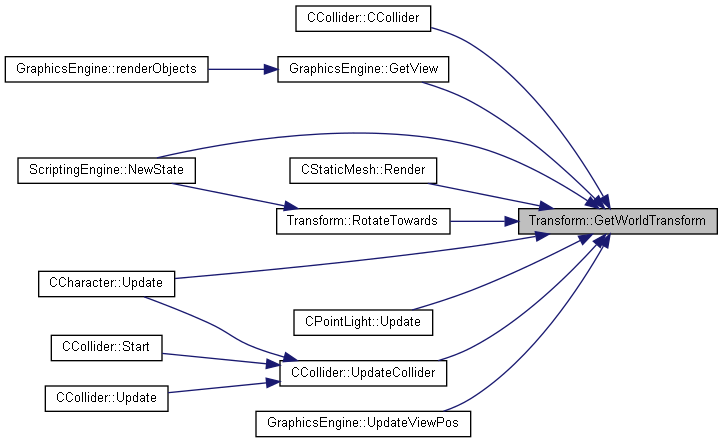 CCollider::CCollider
GraphicsEngine::renderObjects
GraphicsEngine::GetView
ScriptingEngine::NewState
CStaticMesh::Render
Transform::RotateTowards
Transform::GetWorldTransform
CCharacter::Update
CPointLight::Update
CCollider::Start
CCollider::UpdateCollider
CCollider::Update
GraphicsEngine::UpdateViewPos